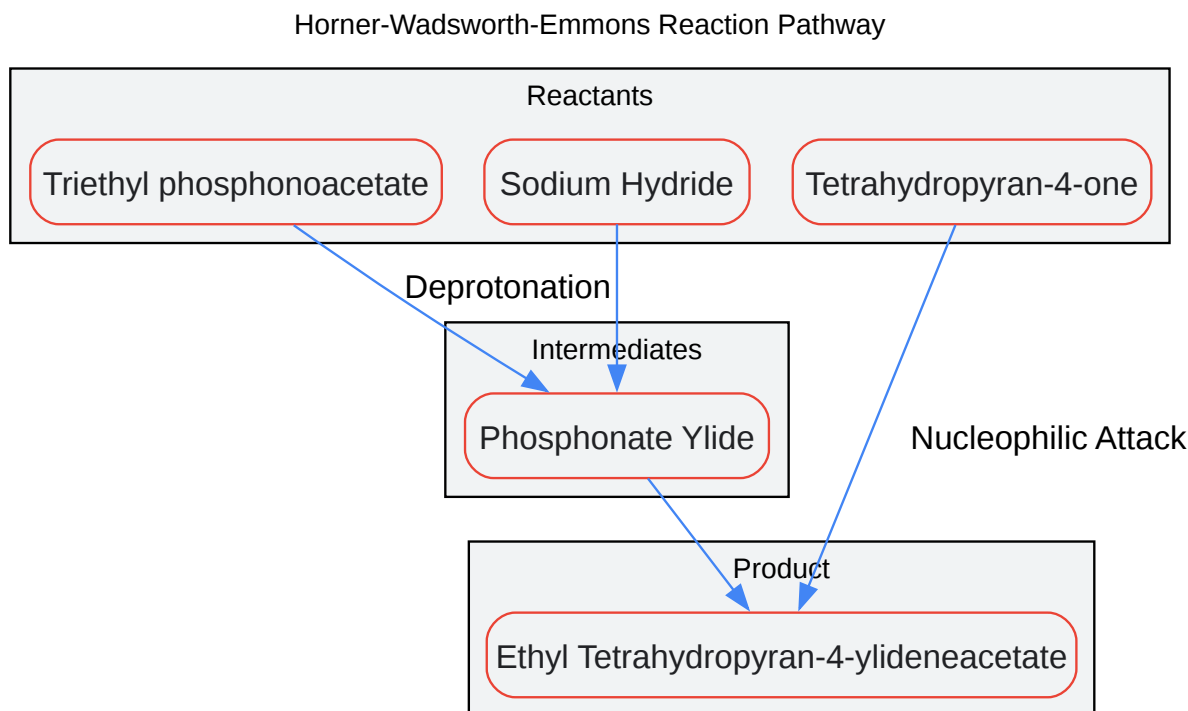 Horner-Wadsworth-Emmons Reaction Pathway
Reactants
Triethyl phosphonoacetate
Sodium Hydride
Tetrahydropyran-4-one
Deprotonation
Intermediates
Phosphonate Ylide
Nucleophilic Attack
Product
Ethyl Tetrahydropyran-4-ylideneacetate